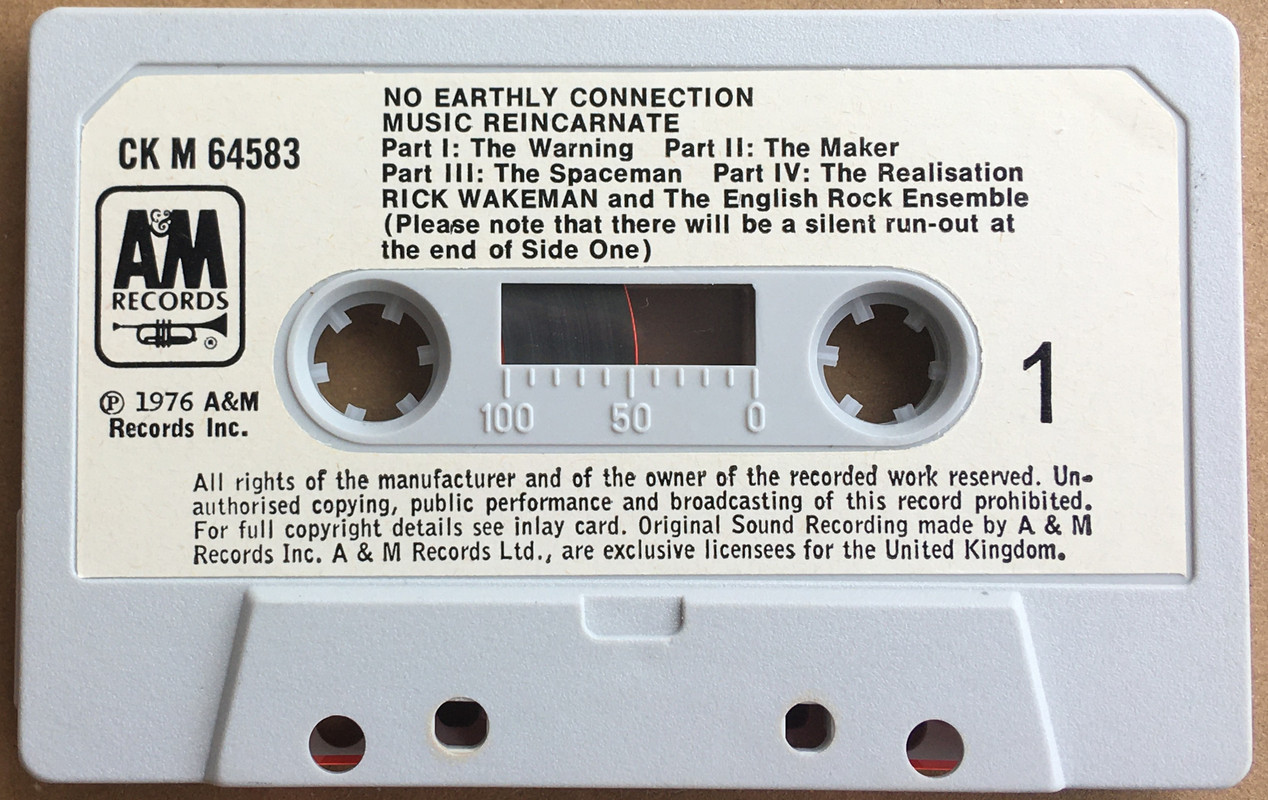 NO EARTHLY CONNECTION
MUSIC REINCARNATE
Part I: The Warning Part II: The Maker
Part III: The Spaceman Part IV: The Realisation
RICK WAKEMAN and The English Rock Ensemble
(Please note that there will be a silent run-out at
the end of Side One)
CK M 64583
A&M
RECORDS
®
℗ 1976 A&M
Records Inc.
100 50 0
1
All rights of the manufacturer and of the owner of the recorded work reserved. Un-
authorised copying, public performance and broadcasting of this record prohibited.
For full copyright details see inlay card. Original Sound Recording made by A & M
Records Inc. A & M Records Ltd., are exclusive licensees for the United Kingdom.